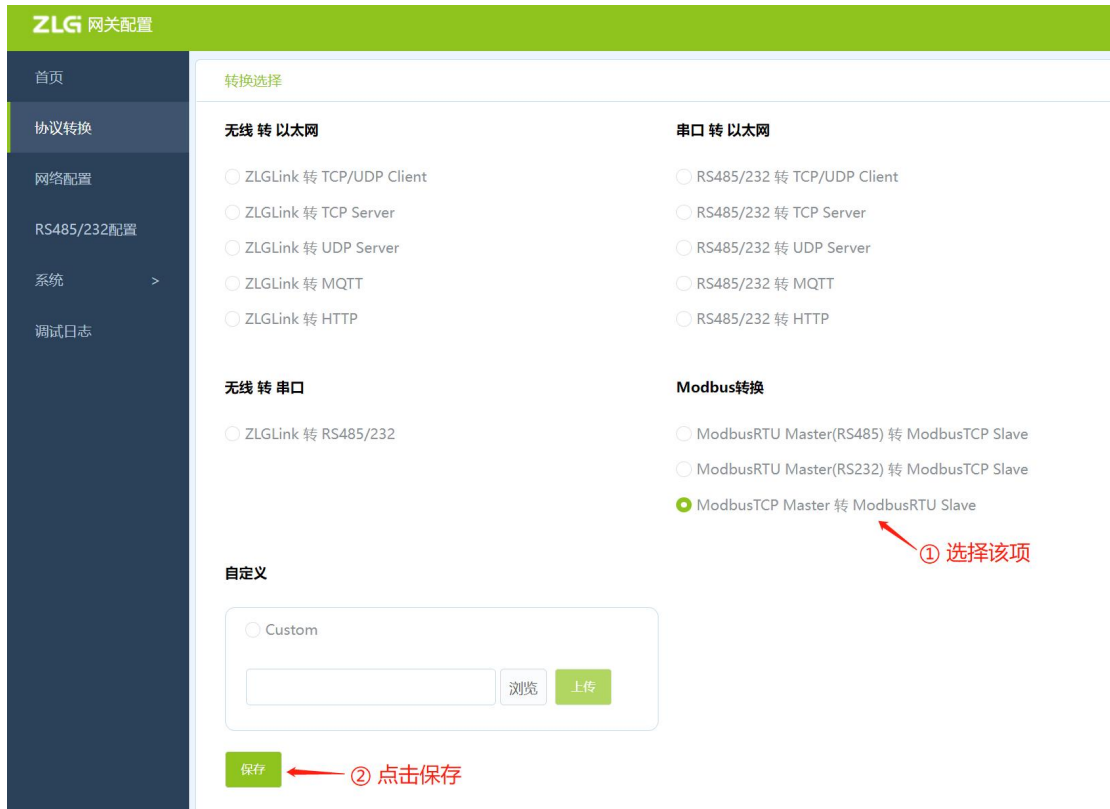 ZLG 网关配置
首页
协议转换
网络配置
RS485/232配置
系统 >
调试日志
转换选择
无线 转 以太网
ZLGLink 转 TCP/UDP Client
ZLGLink 转 TCP Server
ZLGLink 转 UDP Server
ZLGLink 转 MQTT
ZLGLink 转 HTTP
串口 转 以太网
RS485/232 转 TCP/UDP Client
RS485/232 转 TCP Server
RS485/232 转 UDP Server
RS485/232 转 MQTT
RS485/232 转 HTTP
无线 转 串口
ZLGLink 转 RS485/232
Modbus转换
ModbusRTU Master(RS485) 转 ModbusTCP Slave
ModbusRTU Master(RS232) 转 ModbusTCP Slave
ModbusTCP Master 转 ModbusRTU Slave
① 选择该项
自定义
Custom
浏览 上传
保存 ② 点击保存